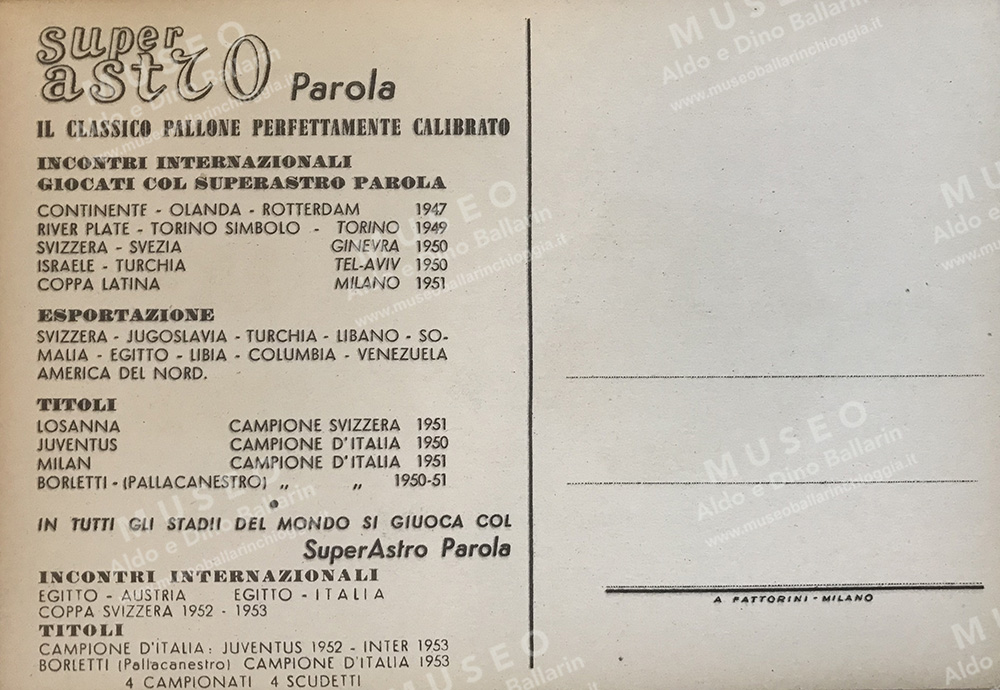 super
astro Parola
IL CLASSICO PALLONE PERFETTAMENTE CALIBRATO
INCONTRI INTERNAZIONALI
GIOCATI COL SUPERASTRO PAROLA
CONTINENTE - OLANDA - ROTTERDAM 1947
RIVER PLATE - TORINO SIMBOLO - TORINO 1949
SVIZZERA - SVEZIA GINEVRA 1950
ISRAELE - TURCHIA TEL-AVIV 1950
COPPA LATINA MILANO 1951
ESPORTAZIONE
SVIZZERA - JUGOSLAVIA - TURCHIA - LIBANO - SO-
MALIA - EGITTO - LIBIA - COLUMBIA - VENEZUELA
AMERICA DEL NORD.
TITOLI
LOSANNA CAMPIONE SVIZZERA 1951
JUVENTUS CAMPIONE D'ITALIA 1950
MILAN CAMPIONE D'ITALIA 1951
BORLETTI - (PALLACANESTRO) „ „ 1950-51
IN TUTTI GLI STADII DEL MONDO SI GIUOCA COL
SuperAstro Parola
INCONTRI INTERNAZIONALI
EGITTO - AUSTRIA EGITTO - ITALIA
COPPA SVIZZERA 1952 - 1953
TITOLI
CAMPIONE D'ITALIA: JUVENTUS 1952 - INTER 1953
BORLETTI (Pallacanestro) CAMPIONE D'ITALIA 1953
4 CAMPIONATI 4 SCUDETTI
A. FATTORINI - MILANO
MUSEO
Aldo e Dino Ballarin
www.museoballarinchioggia.it